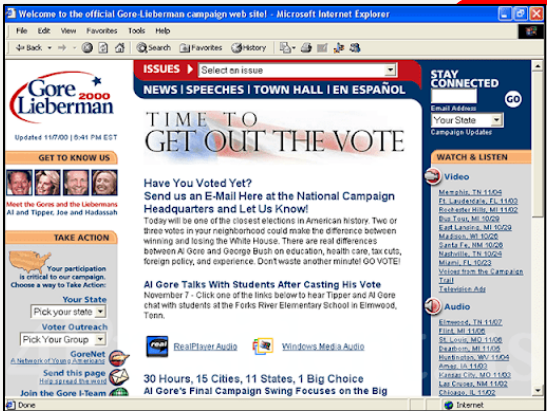 Welcome to the official Gore-Lieberman campaign web site! - Microsoft Internet Explorer
File Edit View Favorites Tools Help
Back Search Favorites History
ISSUES Select an issue
NEWS | SPEECHES | TOWN HALL | EN ESPAÑOL
Gore 2000
Lieberman
Updated 11/7/00 | 6:41 PM EST
GET TO KNOW US
Meet the Gores and the Liebermans
Al and Tipper, Joe and Hadassah
TAKE ACTION
Your participation
is critical to our campaign.
Choose a way to Take Action:
Your State
Pick your state
Voter Outreach
Pick Your Group
GoreNet
A Network of Young Americans
Send this page
Help spread the word
Join the Gore I-Team
TIME TO
GET OUT THE VOTE
Have You Voted Yet?
Send us an E-Mail Here at the National Campaign
Headquarters and Let Us Know!
Today will be one of the closest elections in American history. Two or
three votes in your neighborhood could make the difference between
winning and losing the White House. There are real differences
between Al Gore and George Bush on education, health care, tax cuts,
foreign policy, and experience. Don't waste another minute! GO VOTE!
Al Gore Talks With Students After Casting His Vote
November 7 - Click one of the links below to hear Tipper and Al Gore
chat with students at the Forks River Elementary School in Elmwood,
Tenn.
real RealPlayer Audio Windows Media Audio
30 Hours, 15 Cities, 11 States, 1 Big Choice
Al Gore's Final Campaign Swing Focuses on the Big
STAY
CONNECTED
GO
Email Address
Your State
Campaign Updates
WATCH & LISTEN
Video
Memphis, TN 11/04
Ft. Lauderdale, FL 11/03
Rochester Hills, MI 11/02
Bus Tour, MI 10/29
East Lansing, MI 10/29
Madison, WI 10/26
Santa Fe, NM 10/26
Nashville, TN 10/24
Miami, FL 10/23
Voices from the Campaign
Trail
Television Ads
Audio
Elmwood, TN 11/07
Flint, MI 11/06
St. Louis, MO 11/06
Dearborn, MI 11/05
Huntington, WV 11/04
Ames, IA 11/03
Kansas City, MO 11/03
Las Cruces, NM 11/02
Chicago, IL 11/02
Done Internet